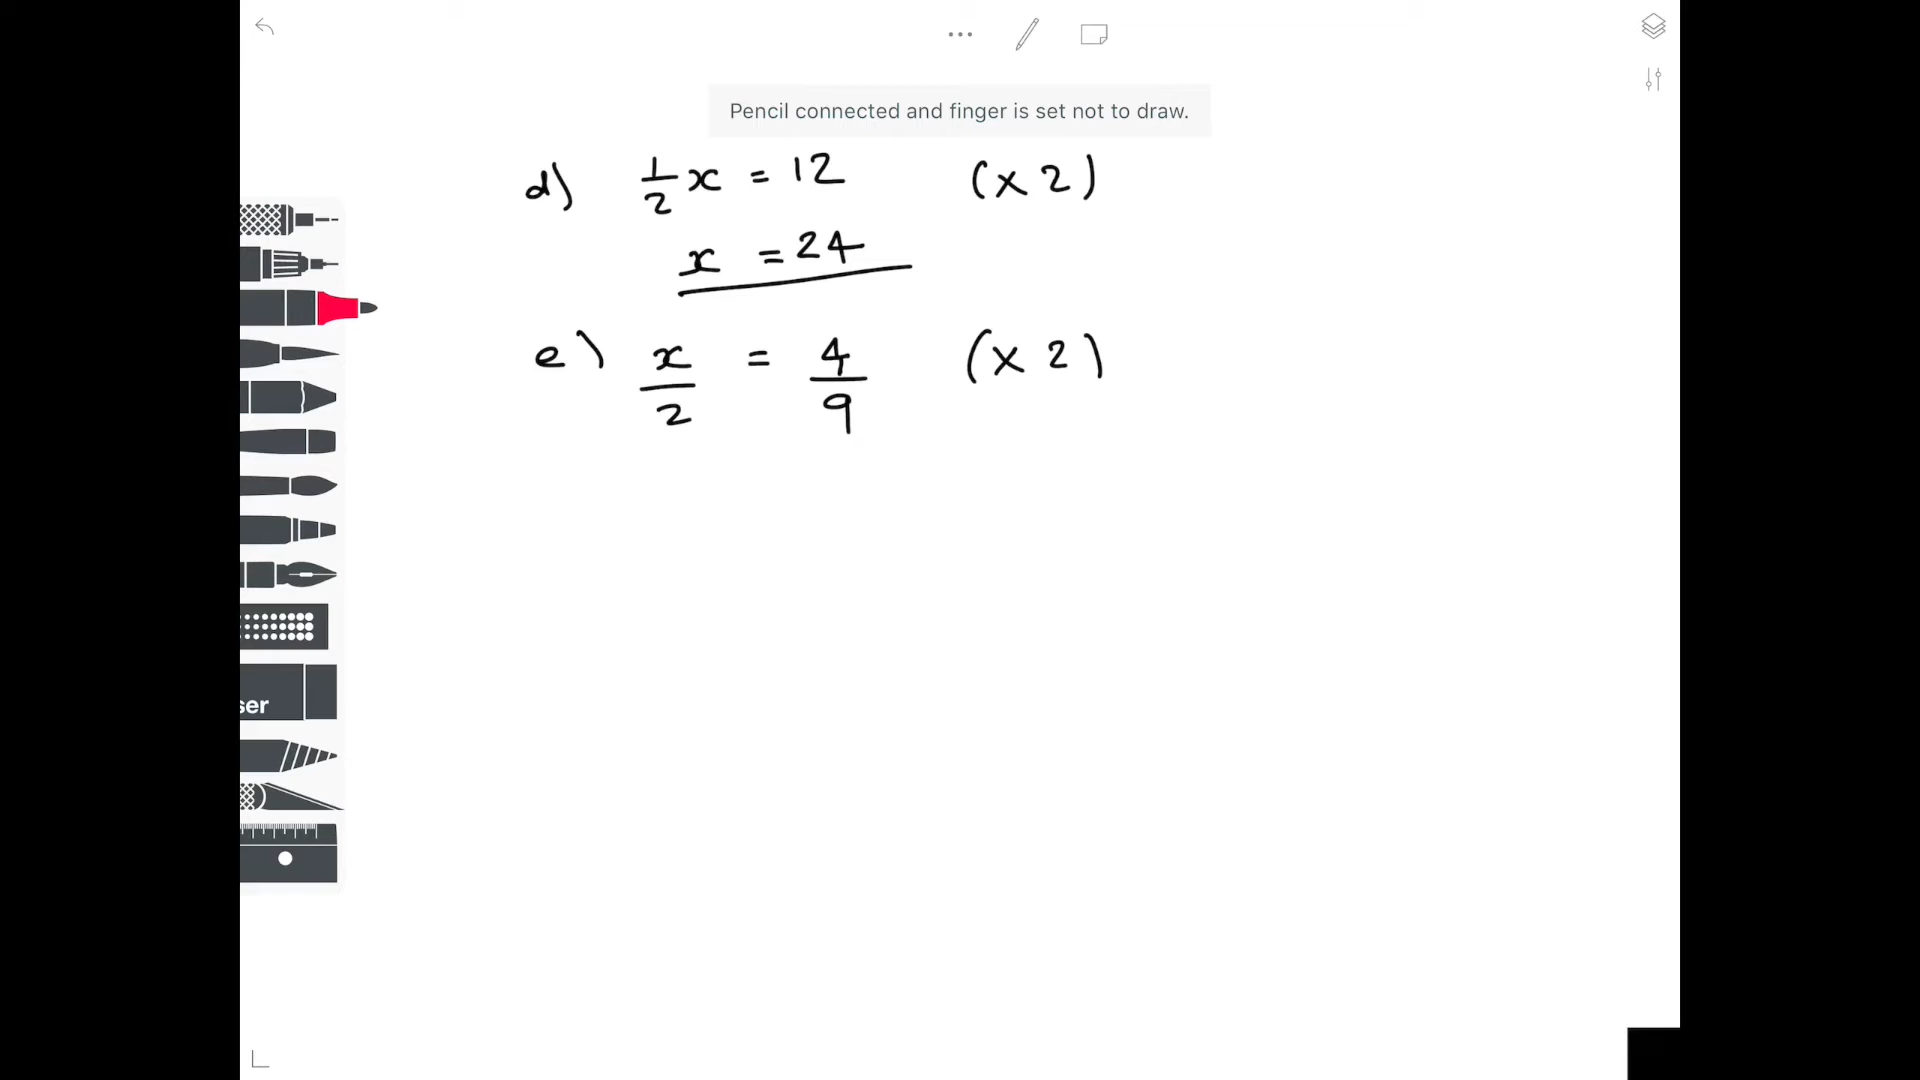 Pencil connected and finger is set not to draw.
d) 1/2 x = 12 (× 2)
x = 24
e) x/2 = 4/9 (× 2)
ser